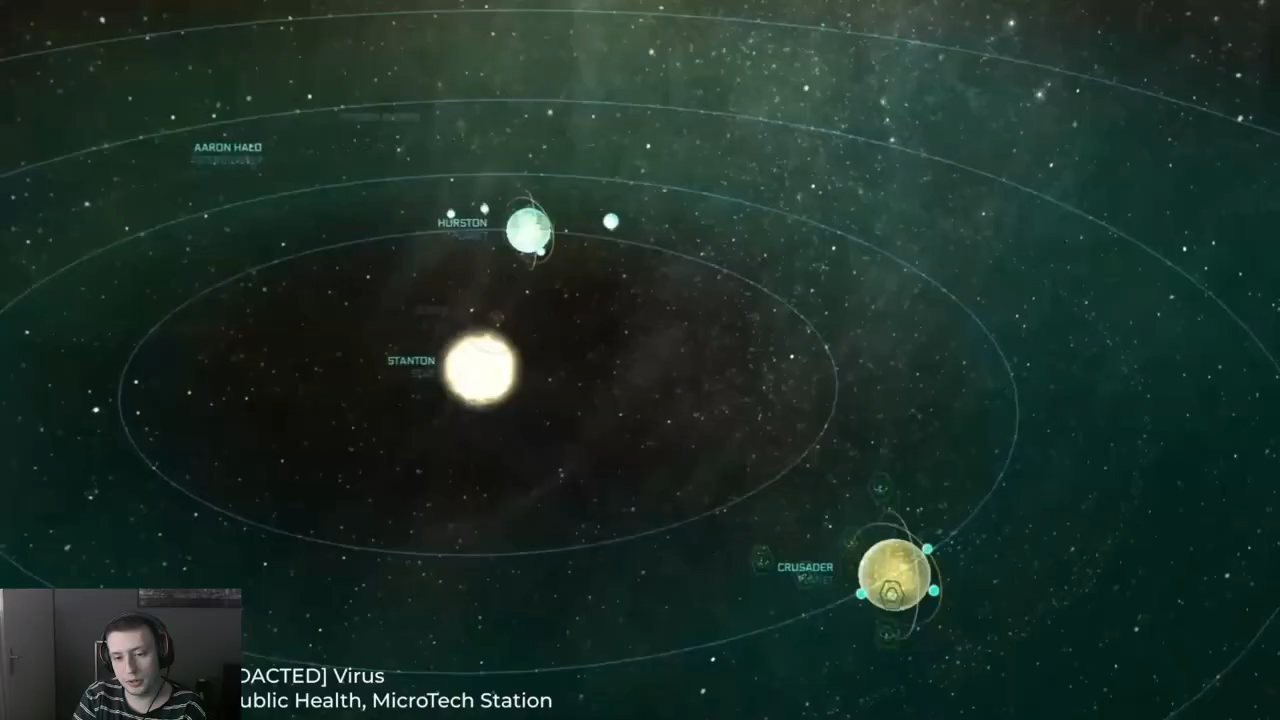 AARON HALO
HURSTON
STANTON
CRUSADER
DACTED] Virus
ublic Health, MicroTech Station